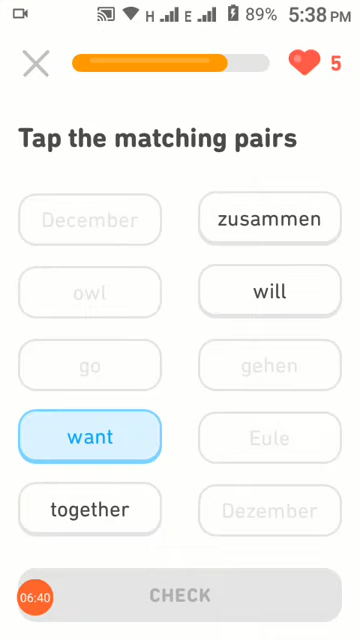 H E 89% 5:38 PM
5
Tap the matching pairs
December zusammen
owl will
go gehen
want Eule
together Dezember
06:40 CHECK